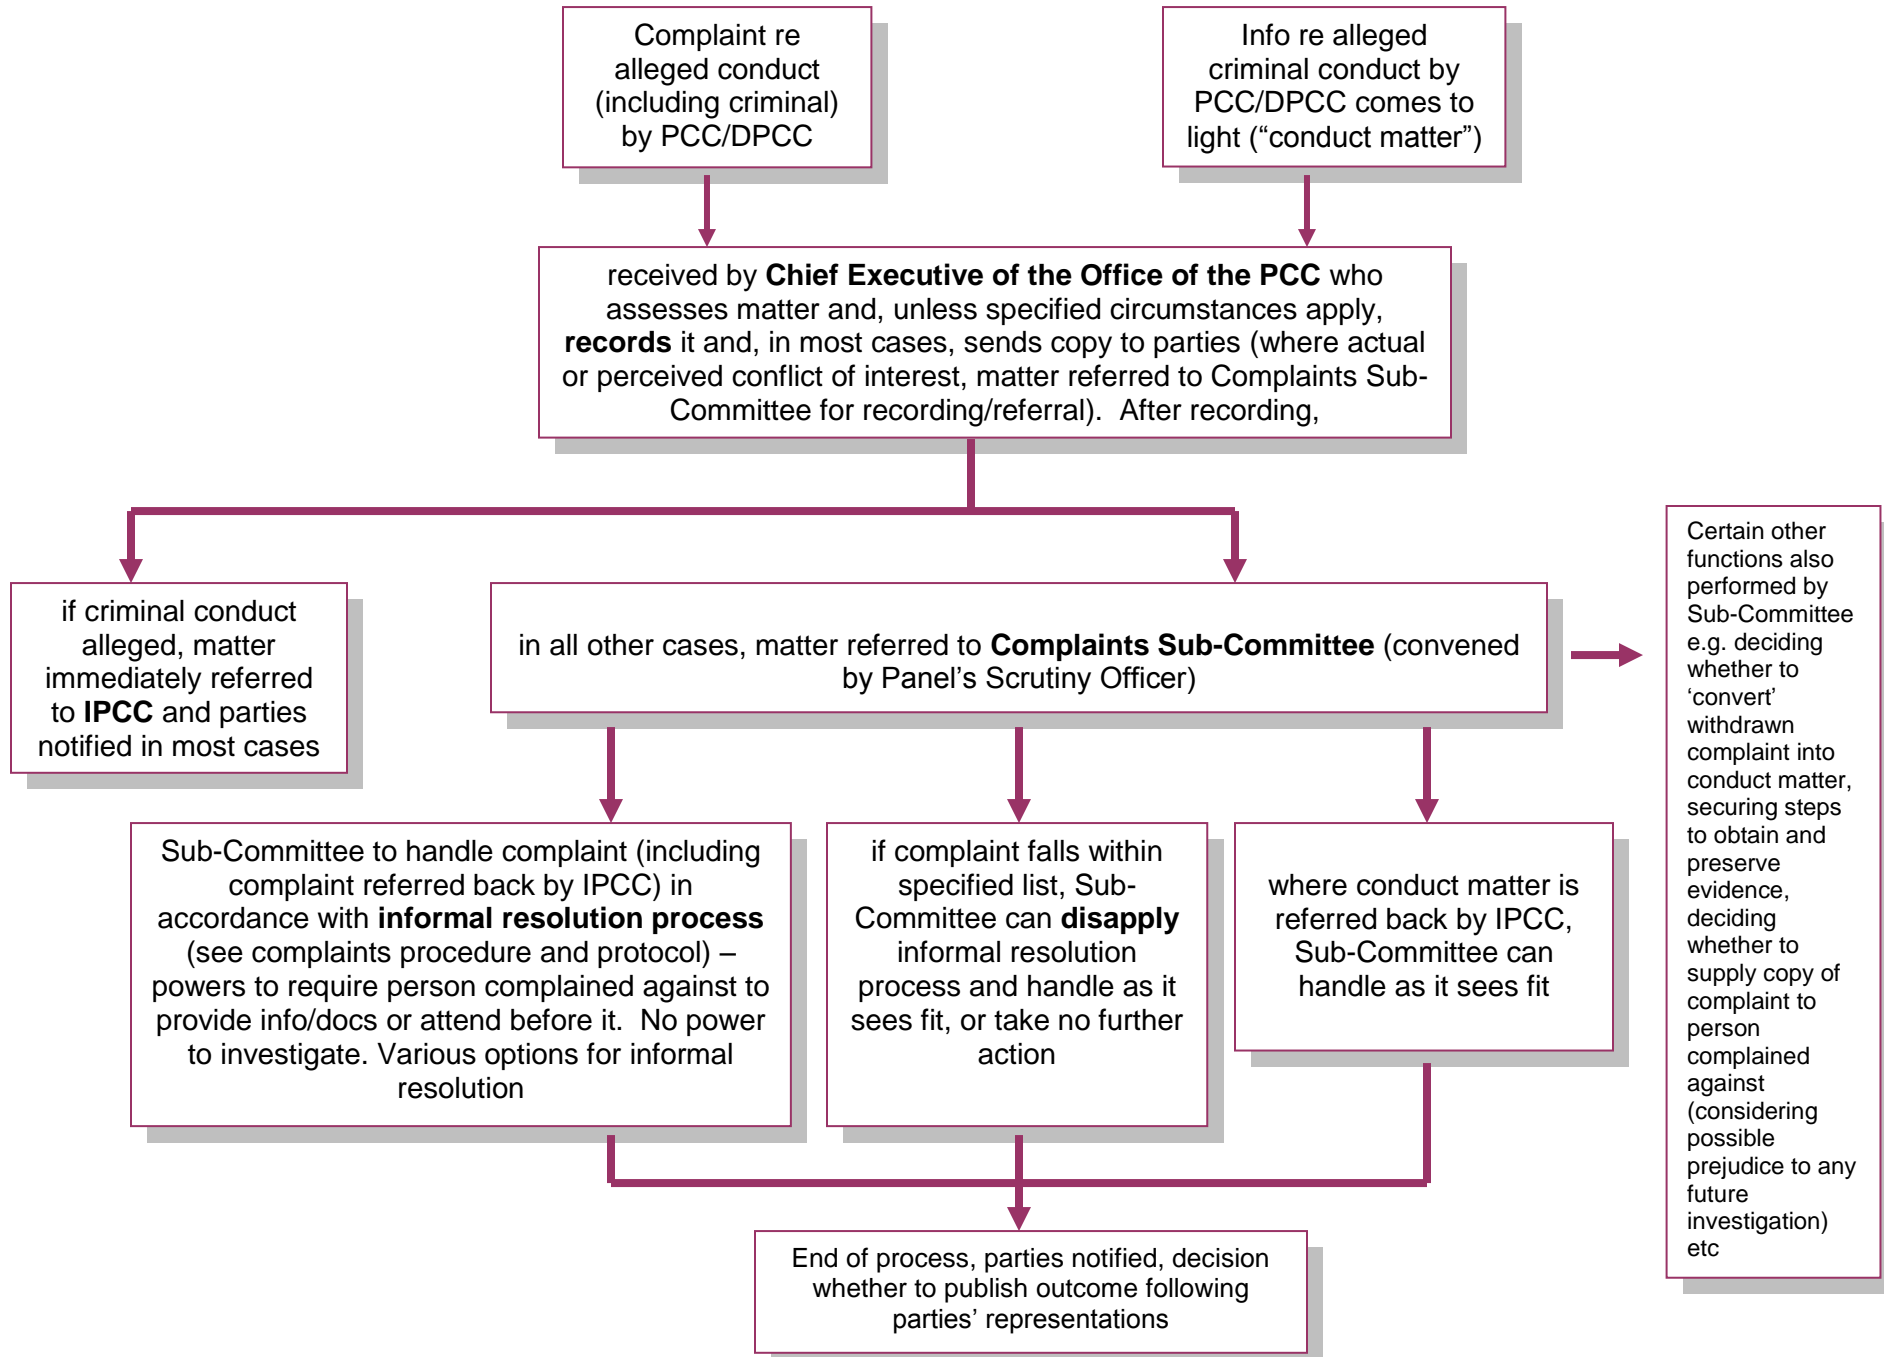 Complaint re
alleged conduct
(including criminal)
by PCC/DPCC
Info re alleged
criminal conduct by
PCC/DPCC comes to
light (“conduct matter”)
received by Chief Executive of the Office of the PCC who
assesses matter and, unless specified circumstances apply,
records it and, in most cases, sends copy to parties (where actual
or perceived conflict of interest, matter referred to Complaints Sub-
Committee for recording/referral).  After recording,
if criminal conduct
alleged, matter
immediately referred
to IPCC and parties
notified in most cases
in all other cases, matter referred to Complaints Sub-Committee (convened
by Panel’s Scrutiny Officer)
Certain other
functions also
performed by
Sub-Committee
e.g. deciding
whether to
‘convert’
withdrawn
complaint into
conduct matter,
securing steps
to obtain and
preserve
evidence,
deciding
whether to
supply copy of
complaint to
person
complained
against
(considering
possible
prejudice to any
future
investigation)
etc
Sub-Committee to handle complaint (including
complaint referred back by IPCC) in
accordance with informal resolution process
(see complaints procedure and protocol) –
powers to require person complained against to
provide info/docs or attend before it.  No power
to investigate. Various options for informal
resolution
if complaint falls within
specified list, Sub-
Committee can disapply
informal resolution
process and handle as it
sees fit, or take no further
action
where conduct matter is
referred back by IPCC,
Sub-Committee can
handle as it sees fit
End of process, parties notified, decision
whether to publish outcome following
parties’ representations